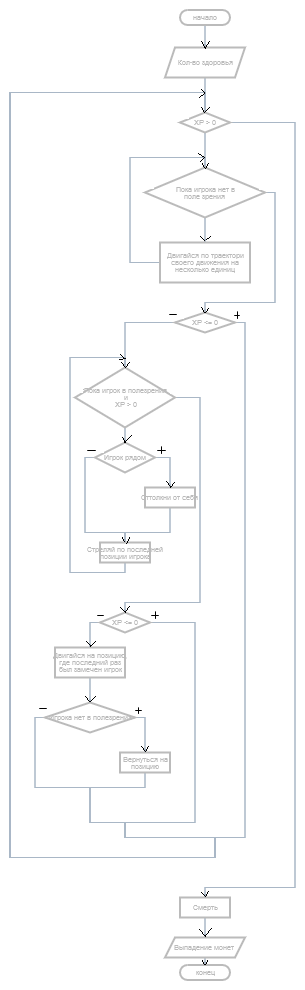 начало
Кол-во здоровья
XP > 0
Пока игрока нет в
поле зрения
Двигайся по траектори
своего движения на
несколько единиц
− XP <= 0 +
Пока игрок в полезрения
и
XP > 0
− Игрок рядом +
Оттолкни от себя
Стреляй по последней
позиции игрока
− XP <= 0 +
Двигайся на позицию
где последний раз
был замечен игрок
− Игрока нет в полезрения +
Вернуться на
позицию
Смерть
Выпадение монет
конец